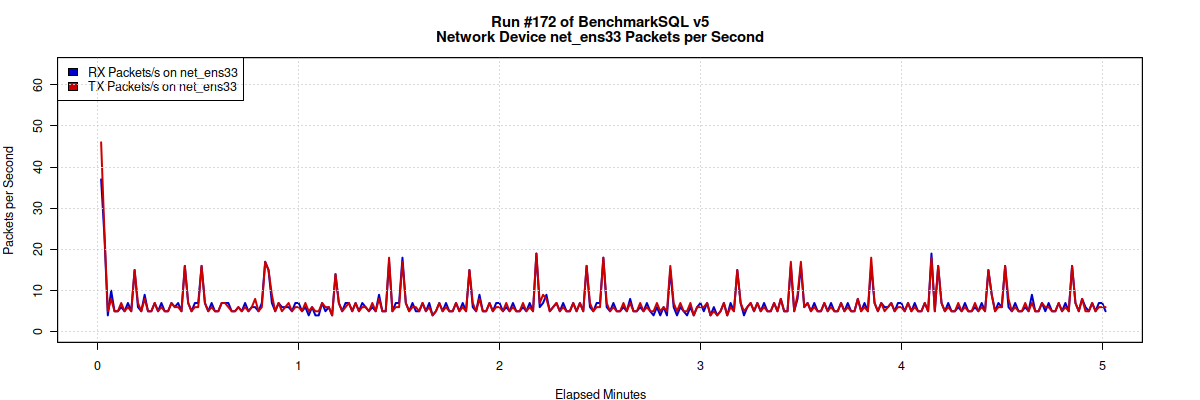 Run #172 of BenchmarkSQL v5
Network Device net_ens33 Packets per Second
RX Packets/s on net_ens33
TX Packets/s on net_ens33
Packets per Second
60
50
40
30
20
10
0
0 1 2 3 4 5
Elapsed Minutes